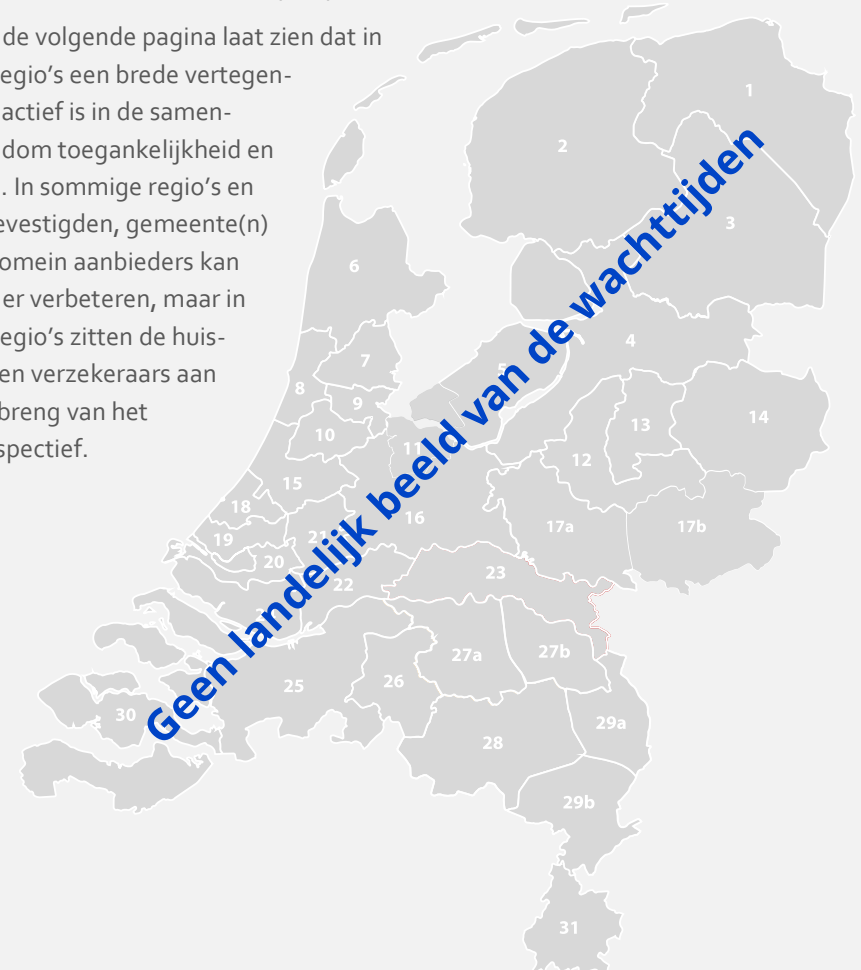 de volgende pagina laat zien dat in
egio's een brede vertegen-
actief is in de samen-
dom toegankelijkheid en
. In sommige regio's en
evestigden, gemeente(n)
omein aanbieders kan
er verbeteren, maar in
egio's zitten de huis-
en verzekeraars aan
breng van het
spectief.
Geen landelijk beeld van de wachttijden
1
2
3
6
4
7
5
8
9
13
14
10
11
12
15
18
16
17a
17b
19
21
20
23
22
27a
27b
26
25
30
29a
28
29b
31